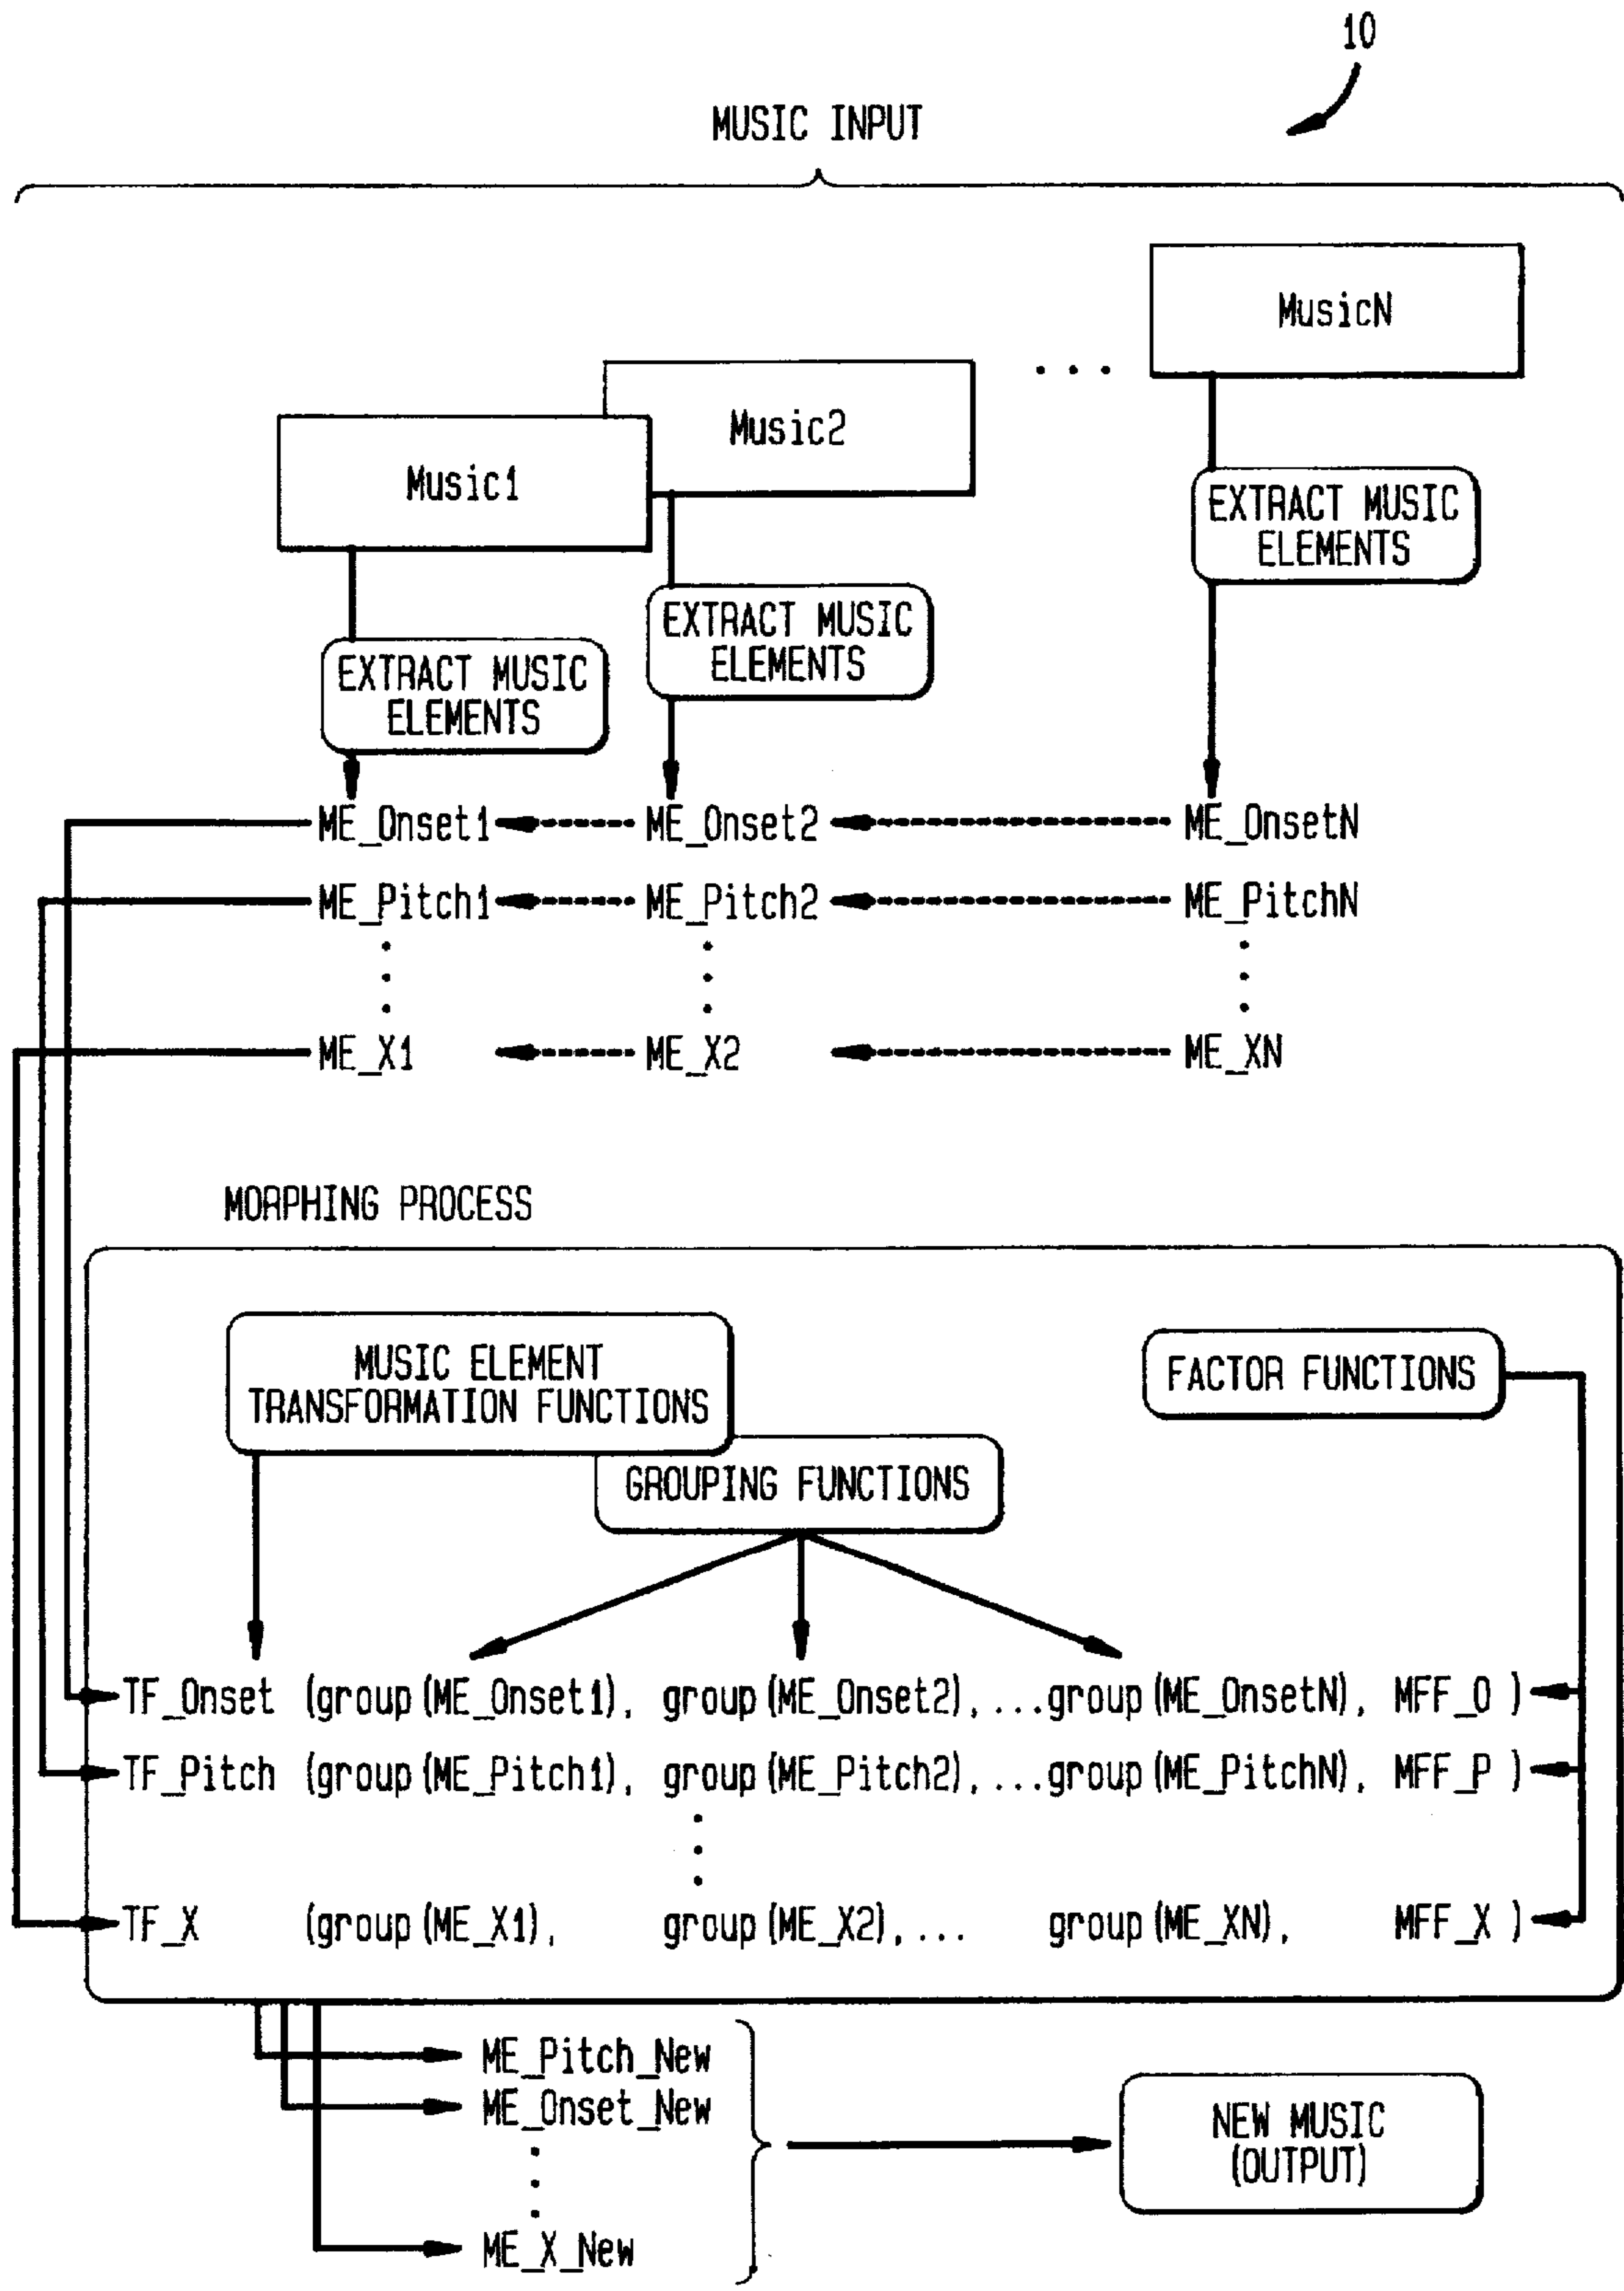 10
MUSIC INPUT
MusicN
Music2
Music1
EXTRACT MUSIC
ELEMENTS
EXTRACT MUSIC
ELEMENTS
EXTRACT MUSIC
ELEMENTS
ME_Onset1 ME_Onset2 ME_OnsetN
ME_Pitch1 ME_Pitch2 ME_PitchN
ME_X1 ME_X2 ME_XN
MORPHING PROCESS
MUSIC ELEMENT
TRANSFORMATION FUNCTIONS
FACTOR FUNCTIONS
GROUPING FUNCTIONS
TF_Onset (group(ME_Onset1), group(ME_Onset2), ...group(ME_OnsetN), MFF_O )
TF_Pitch (group(ME_Pitch1), group(ME_Pitch2), ...group(ME_PitchN), MFF_P )
TF_X (group(ME_X1), group(ME_X2), ... group(ME_XN), MFF_X )
ME_Pitch_New
ME_Onset_New
ME_X_New
NEW MUSIC
(OUTPUT)